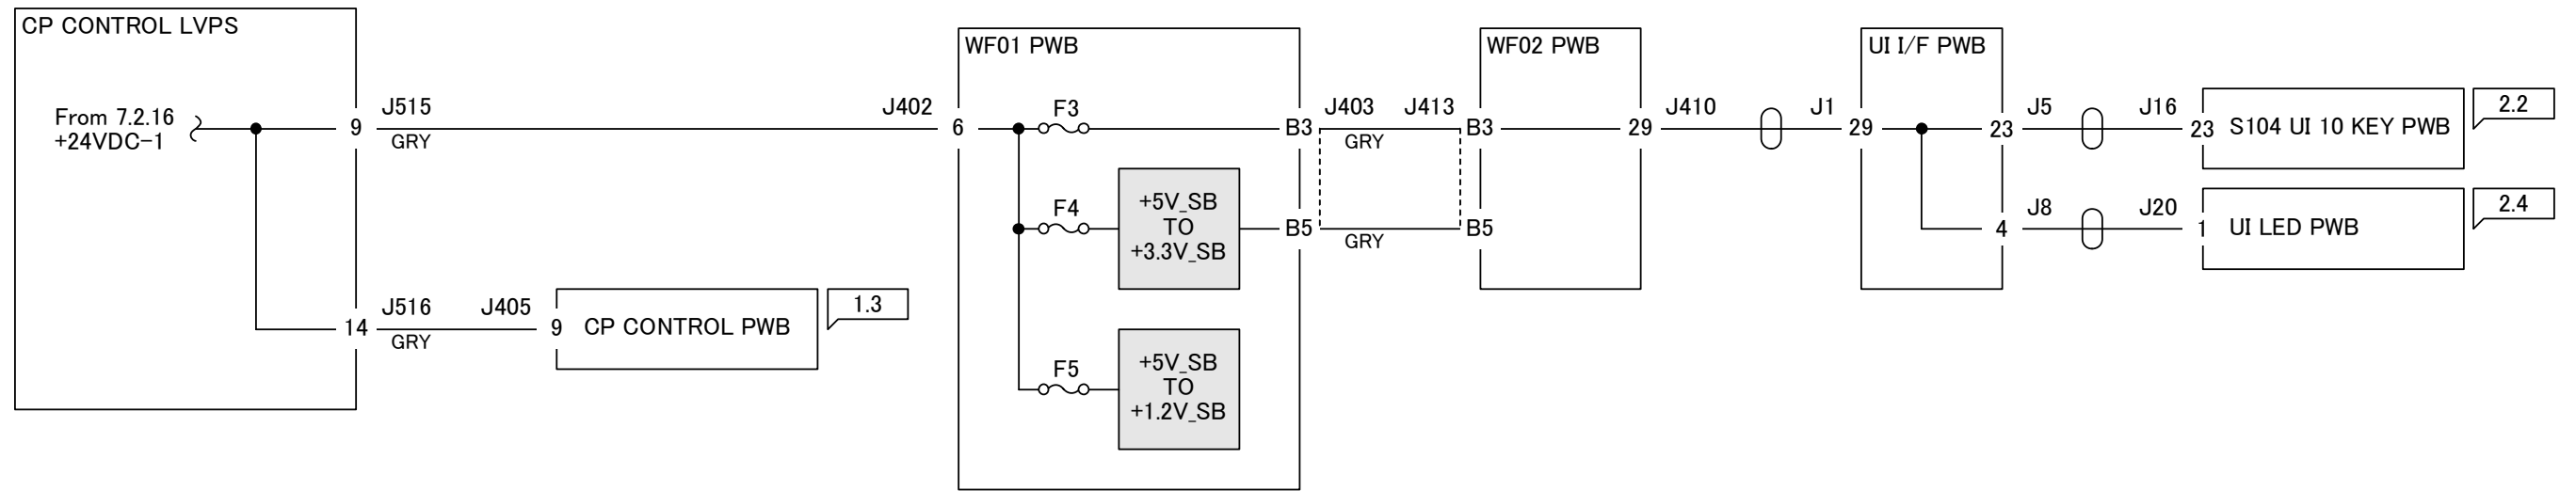 CP CONTROL LVPS
From 7.2.16
+24VDC-1
9
J515
GRY
J402
6
WF01 PWB
F3
B3
J403
J413
GRY
B3
WF02 PWB
29
J410
J1
29
UI I/F PWB
23
J5
J16
23
S104 UI 10 KEY PWB
2.2
F4
+5V_SB
TO
+3.3V_SB
B5
GRY
B5
4
J8
J20
1
UI LED PWB
2.4
14
J516
GRY
J405
9
CP CONTROL PWB
1.3
F5
+5V_SB
TO
+1.2V_SB